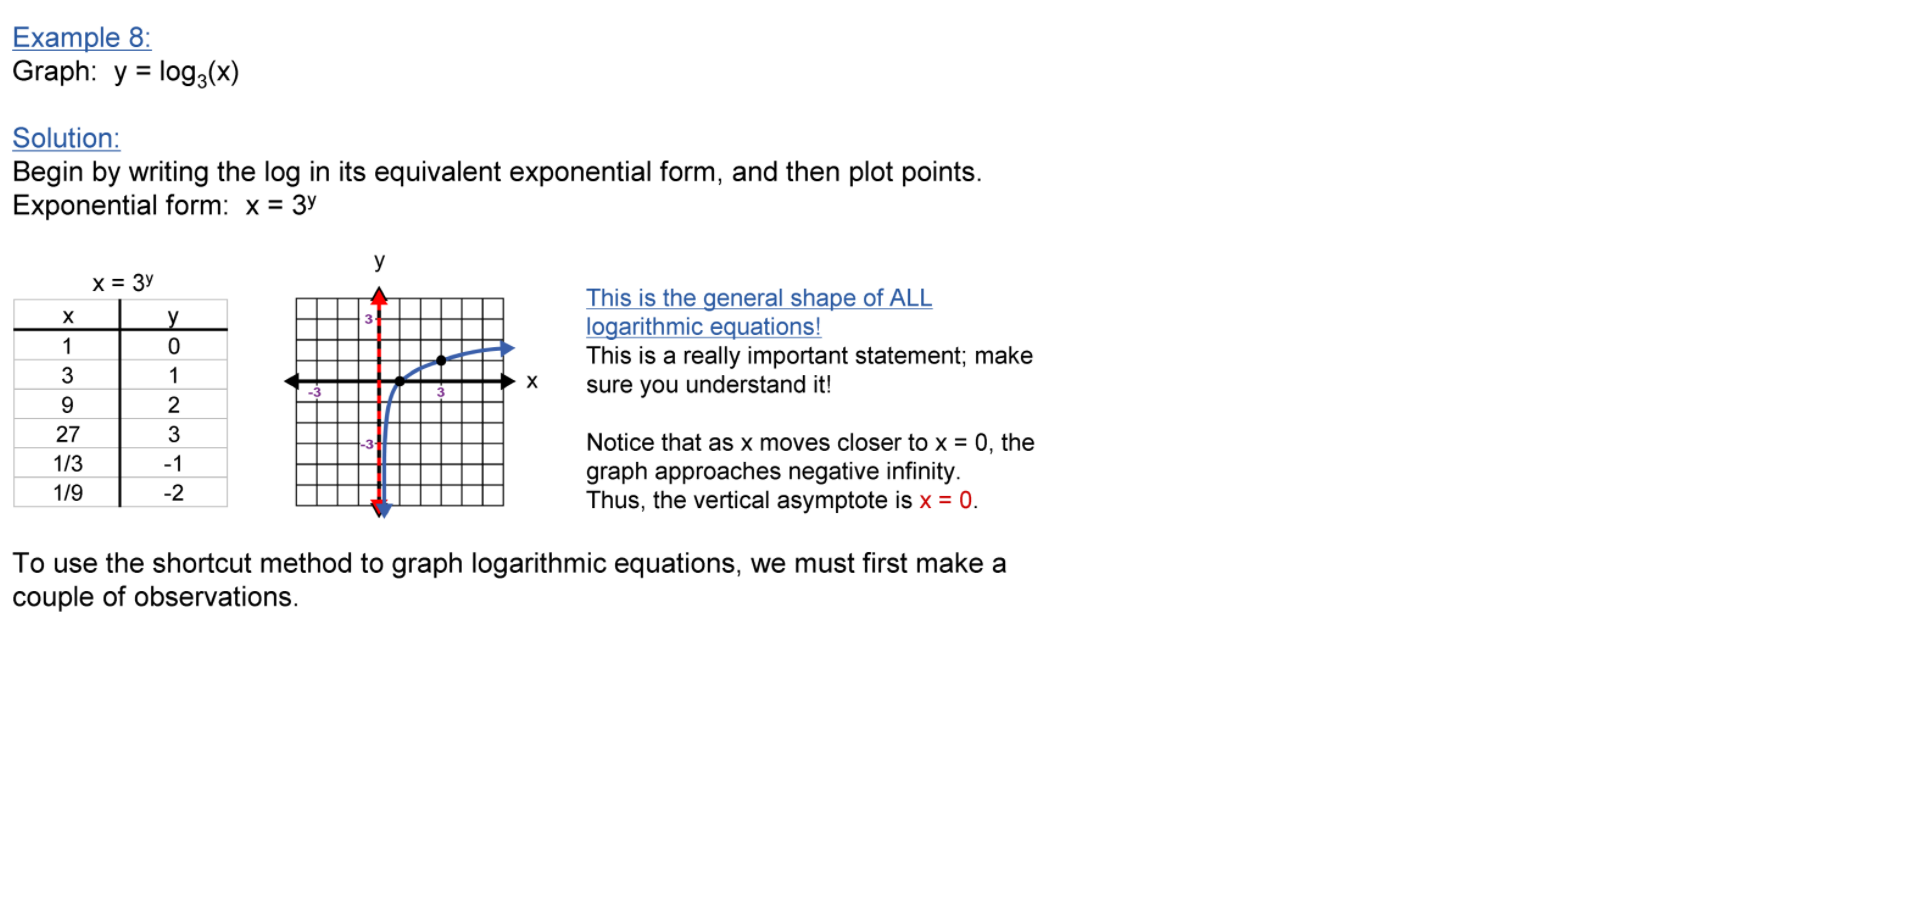 Example 8:
Graph:  y = log₃(x)
Solution:
Begin by writing the log in its equivalent exponential form, and then plot points.
Exponential form:  x = 3ʸ
x = 3ʸ
x y
1 0
3 1
9 2
27 3
1/3 -1
1/9 -2
y
3
-3 3
x
-3
This is the general shape of ALL
logarithmic equations!
This is a really important statement; make
sure you understand it!
Notice that as x moves closer to x = 0, the
graph approaches negative infinity.
Thus, the vertical asymptote is x = 0.
To use the shortcut method to graph logarithmic equations, we must first make a
couple of observations.